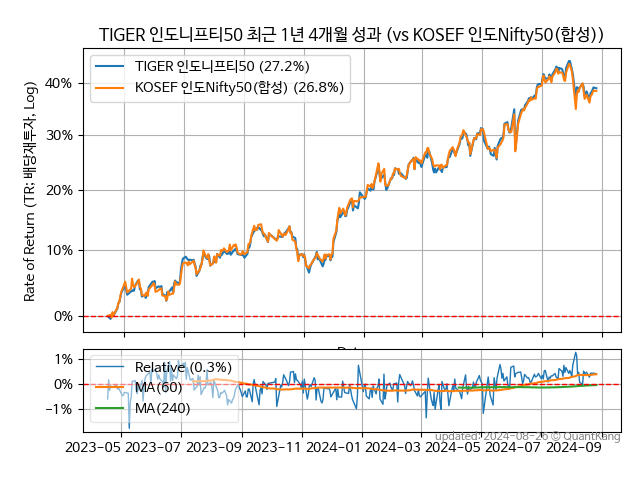 TIGER 인도니프티50 최근 1년 4개월 성과 (vs KOSEF 인도Nifty50(합성))
Rate of Return (TR: 배당재투자, Log)
TIGER 인도니프티50 (27.2%)
KOSEF 인도Nifty50(합성) (26.8%)
40%
30%
20%
10%
0%
Relative (0.3%)
MA(60)
MA(240)
1%
0%
−1%
updated: 2024-08-26 © QuantKang
2023-05 2023-07 2023-09 2023-11 2024-01 2024-03 2024-05 2024-07 2024-09